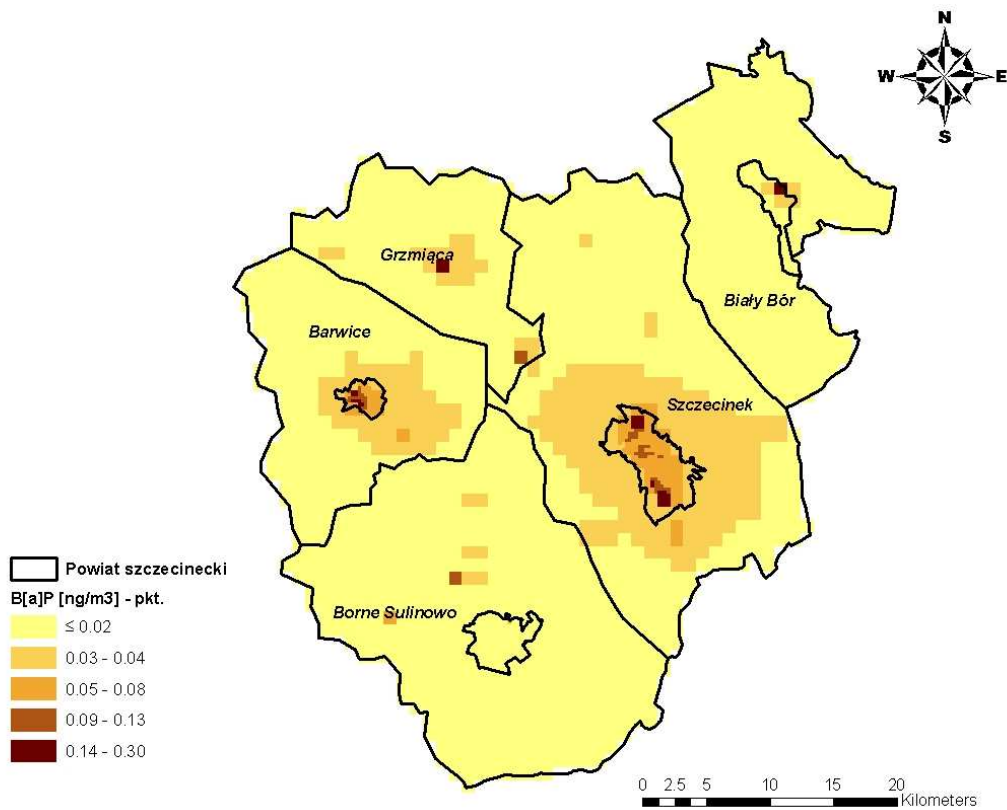 N
W E
S
Grzmiąca
Biały Bór
Barwice
Szczecinek
Borne Sulinowo
Powiat szczecinecki
B[a]P [ng/m3] - pkt.
≤ 0.02
0.03 - 0.04
0.05 - 0.08
0.09 - 0.13
0.14 - 0.30
0 2.5 5 10 15 20
Kilometers